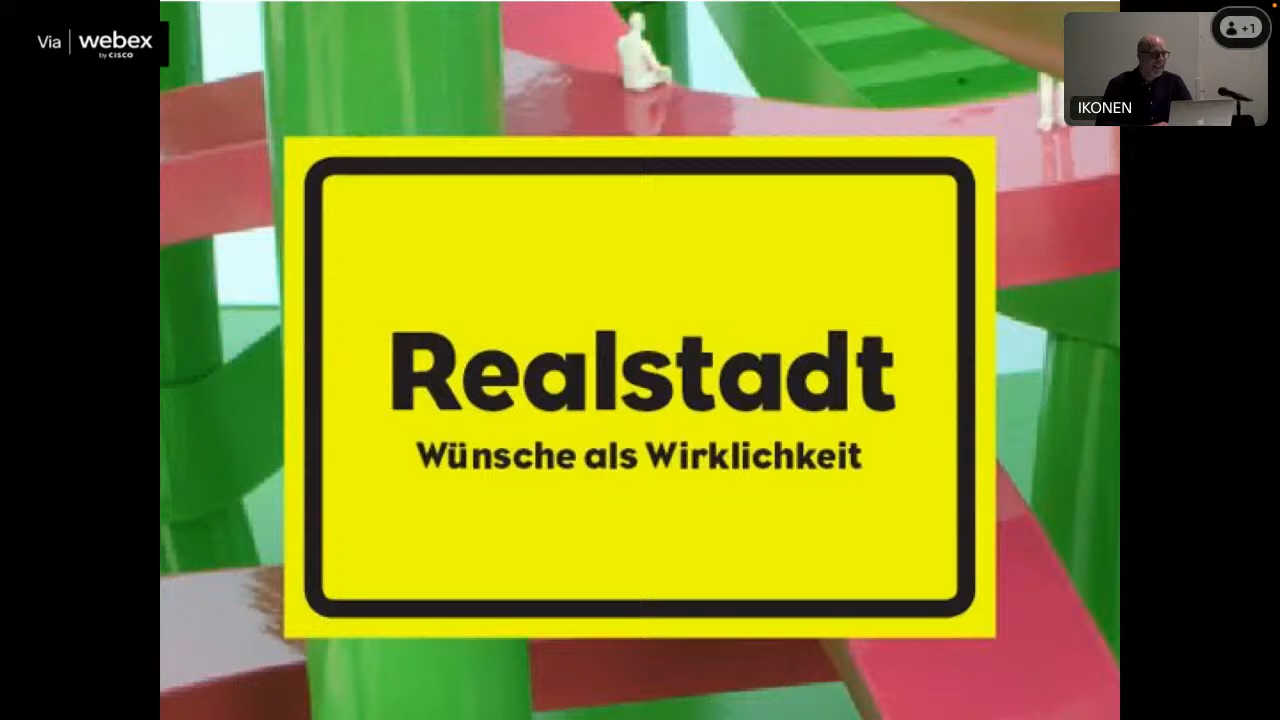 Via webex
by CISCO
+1
IKONEN
Realstadt
Wünsche als Wirklichkeit